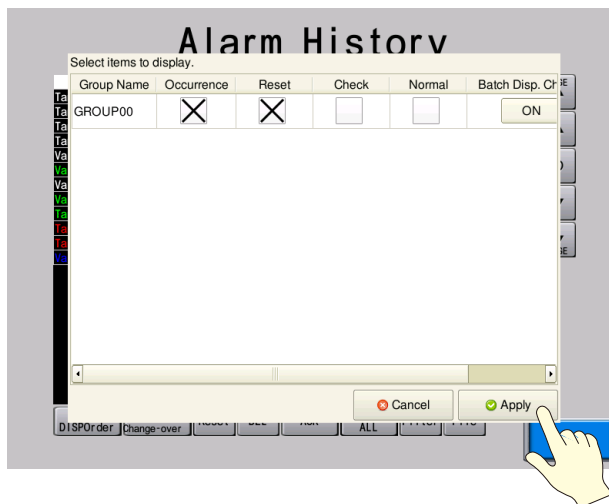 Alarm History
Select items to display.
Group Name Occurrence Reset Check Normal Batch Disp. Ch
GROUP00 ON
Cancel Apply
DISPOrder Change-over ALL